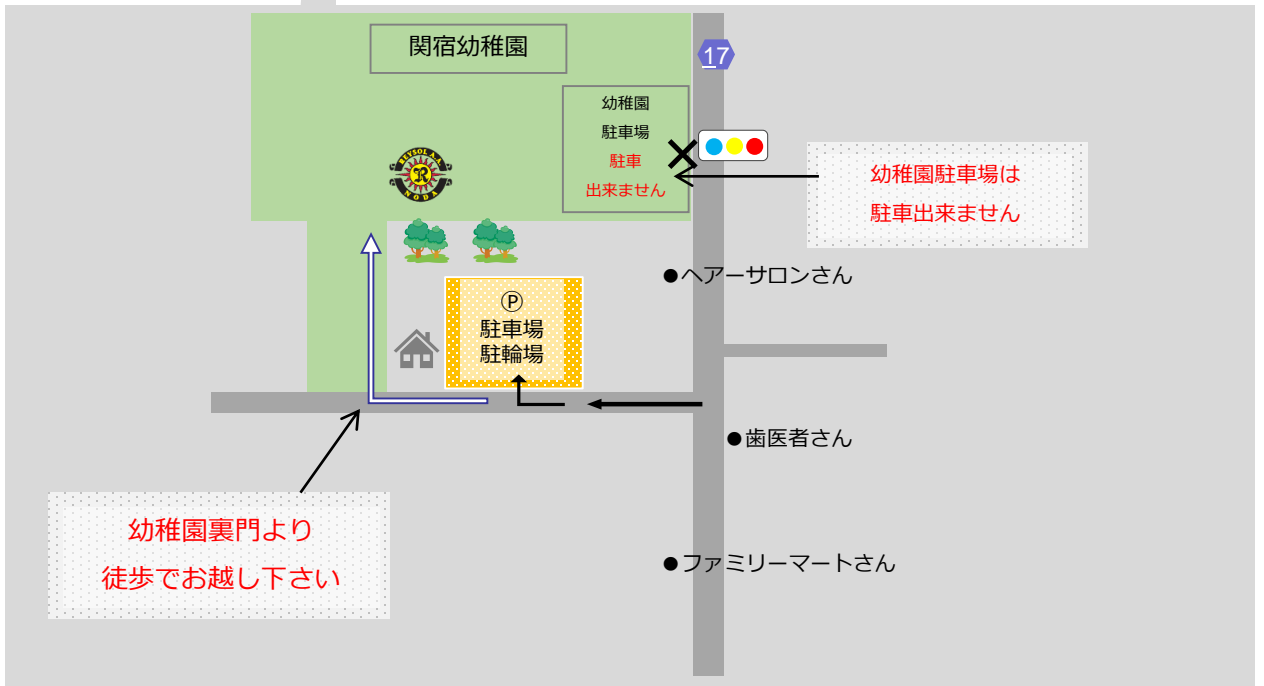 関宿幼稚園
17
幼稚園
駐車場
駐車
出来ません
REYSOL A.A.
R
NODA
幼稚園駐車場は
駐車出来ません
●ヘアーサロンさん
Ⓟ
駐車場
駐輪場
●歯医者さん
幼稚園裏門より
徒歩でお越し下さい
●ファミリーマートさん